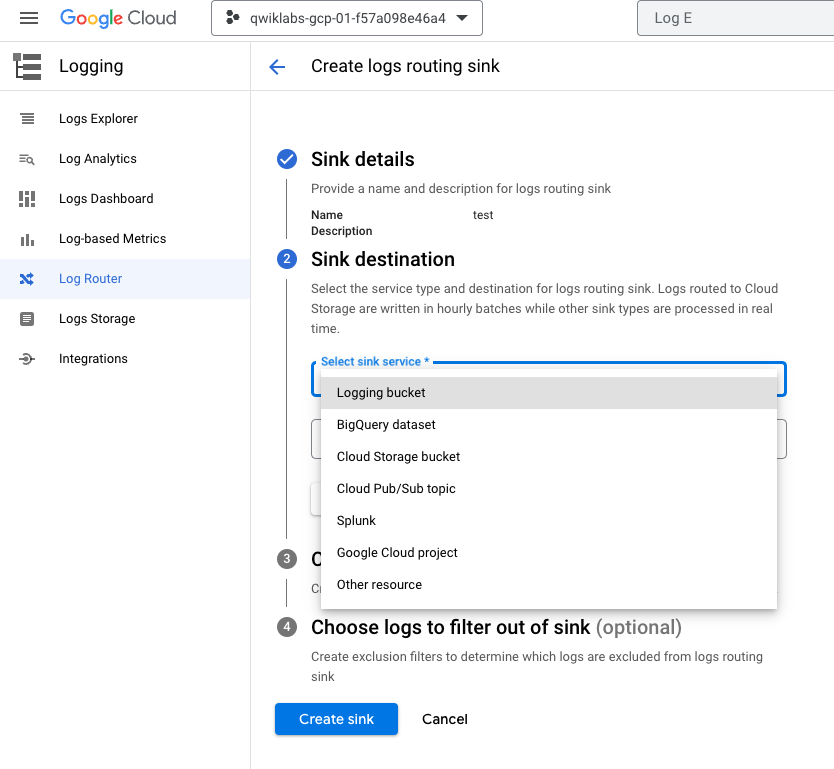 Google Cloud
qwiklabs-gcp-01-f57a098e46a4
Log E
Logging
Create logs routing sink
Logs Explorer
Log Analytics
Logs Dashboard
Log-based Metrics
Log Router
Logs Storage
Integrations
Sink details
Provide a name and description for logs routing sink
Name test
Description
2 Sink destination
Select the service type and destination for logs routing sink. Logs routed to Cloud
Storage are written in hourly batches while other sink types are processed in real
time.
Select sink service *
Logging bucket
BigQuery dataset
Cloud Storage bucket
Cloud Pub/Sub topic
Splunk
Google Cloud project
Other resource
3
4 Choose logs to filter out of sink (optional)
Create exclusion filters to determine which logs are excluded from logs routing
sink
Create sink
Cancel